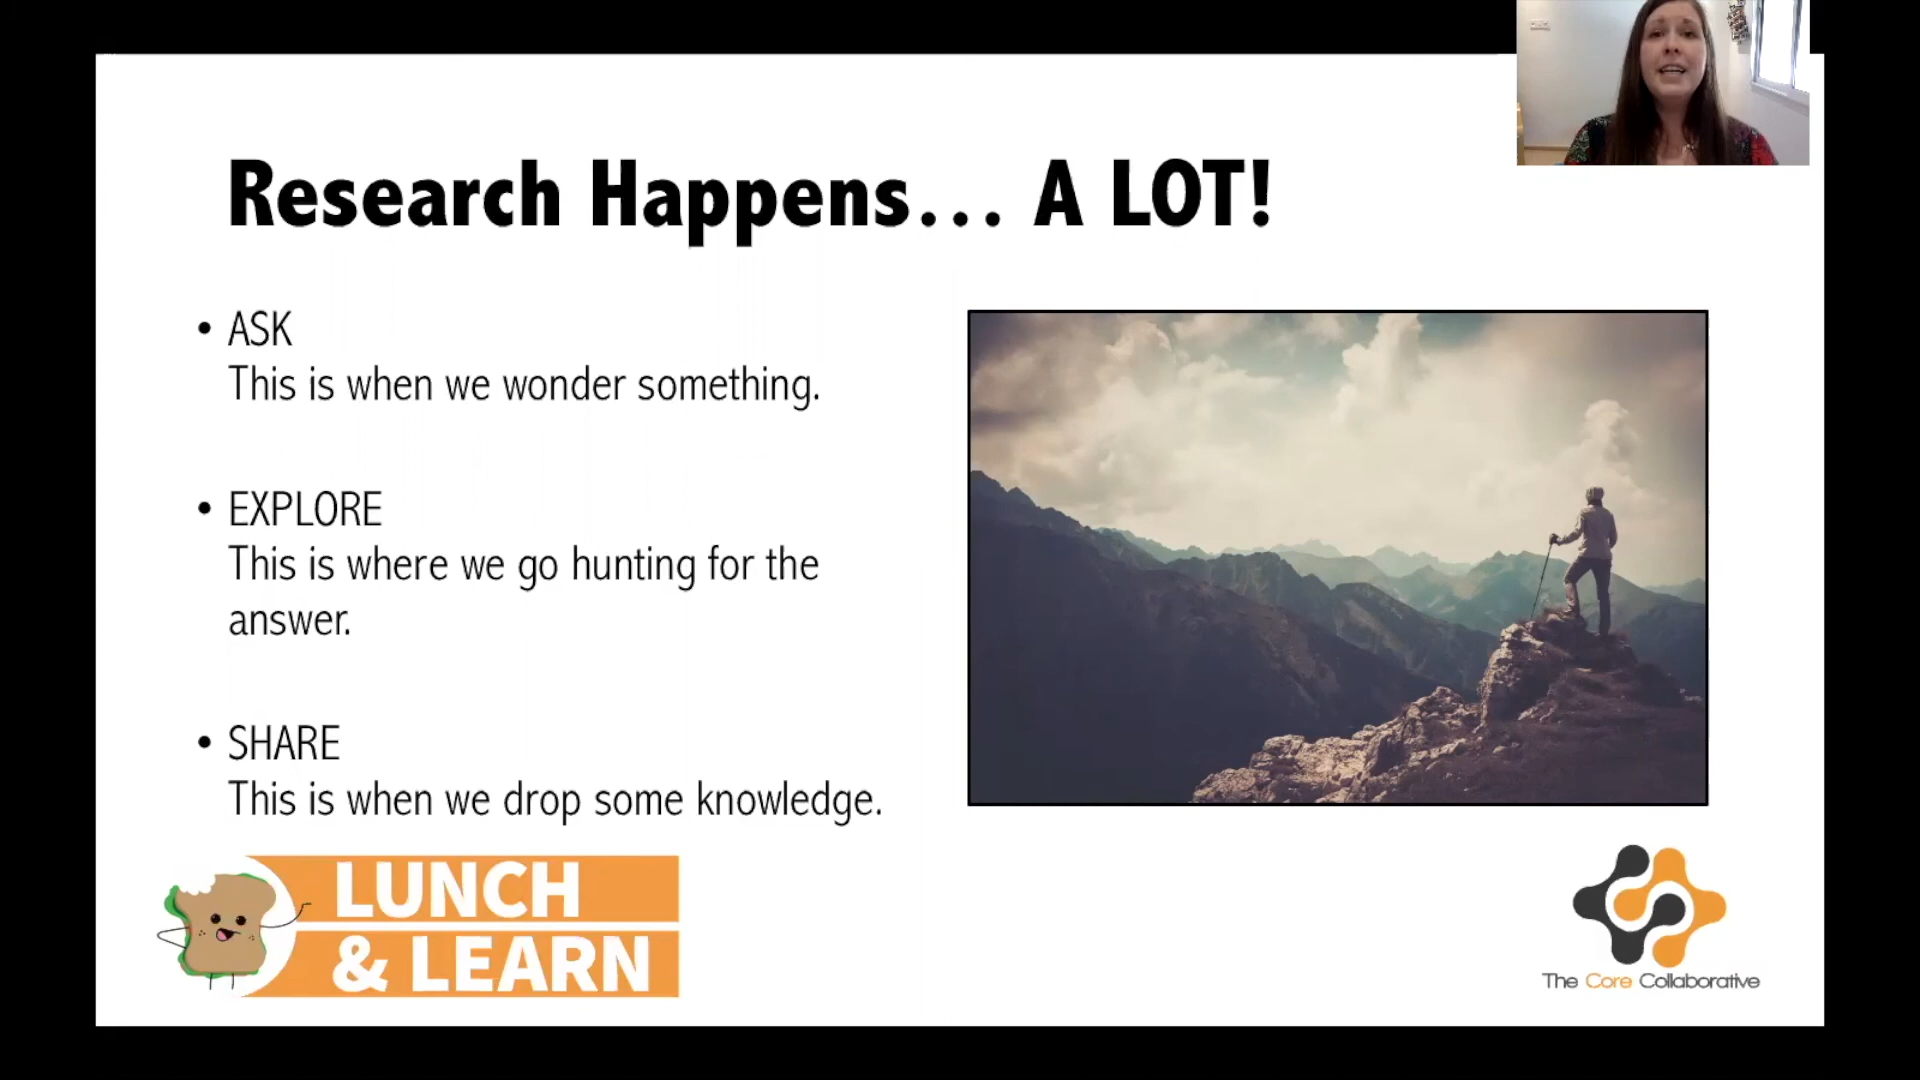 Research Happens... A LOT!
• ASK
This is when we wonder something.
• EXPLORE
This is where we go hunting for the
answer.
• SHARE
This is when we drop some knowledge.
LUNCH
& LEARN
The Core Collaborative